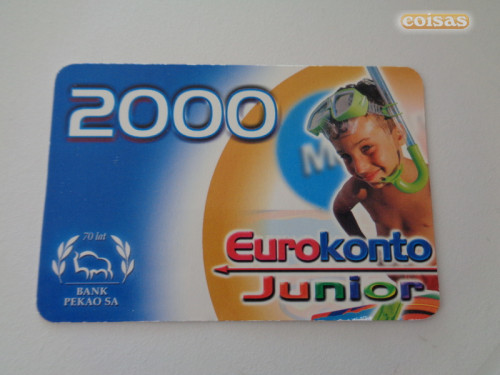 coisas
2000
70 lat
BANK
PEKAO SA
Eurokonto
Junior